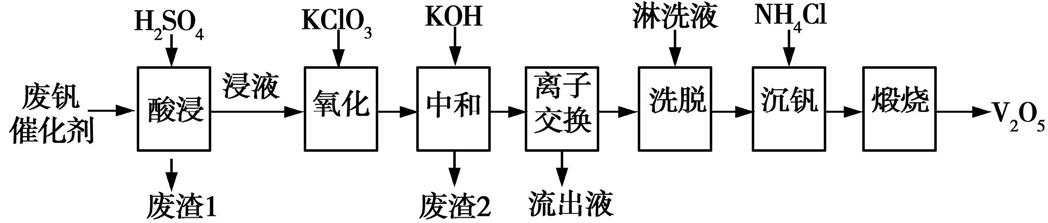 H₂SO₄
KClO₃
KOH
淋洗液
NH₄Cl
废钒
催化剂
酸浸
浸液
氧化
中和
离子
交换
洗脱
沉钒
煅烧
V₂O₅
废渣1
废渣2
流出液